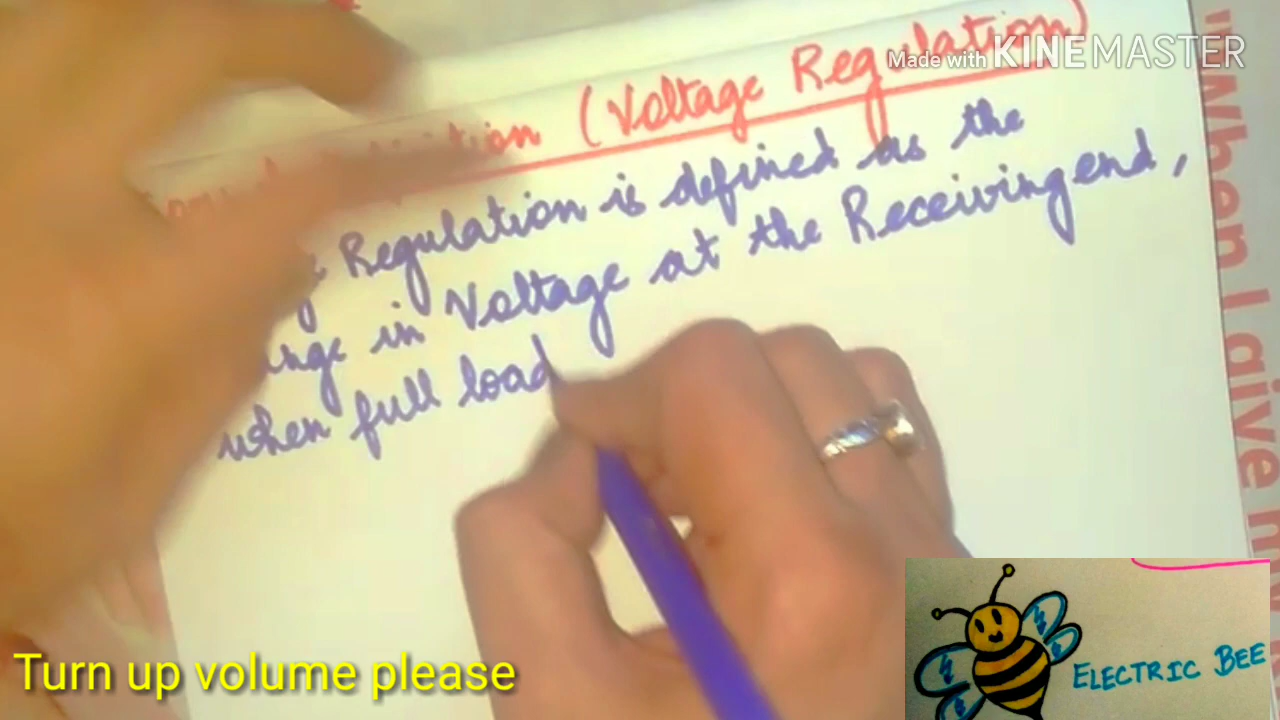 (Voltage Regulation)
Regulation is defined as the
in Voltage at the Receiving end,
when full load
Made with KINEMASTER
"When I give
Turn up volume please
ELECTRIC BEE